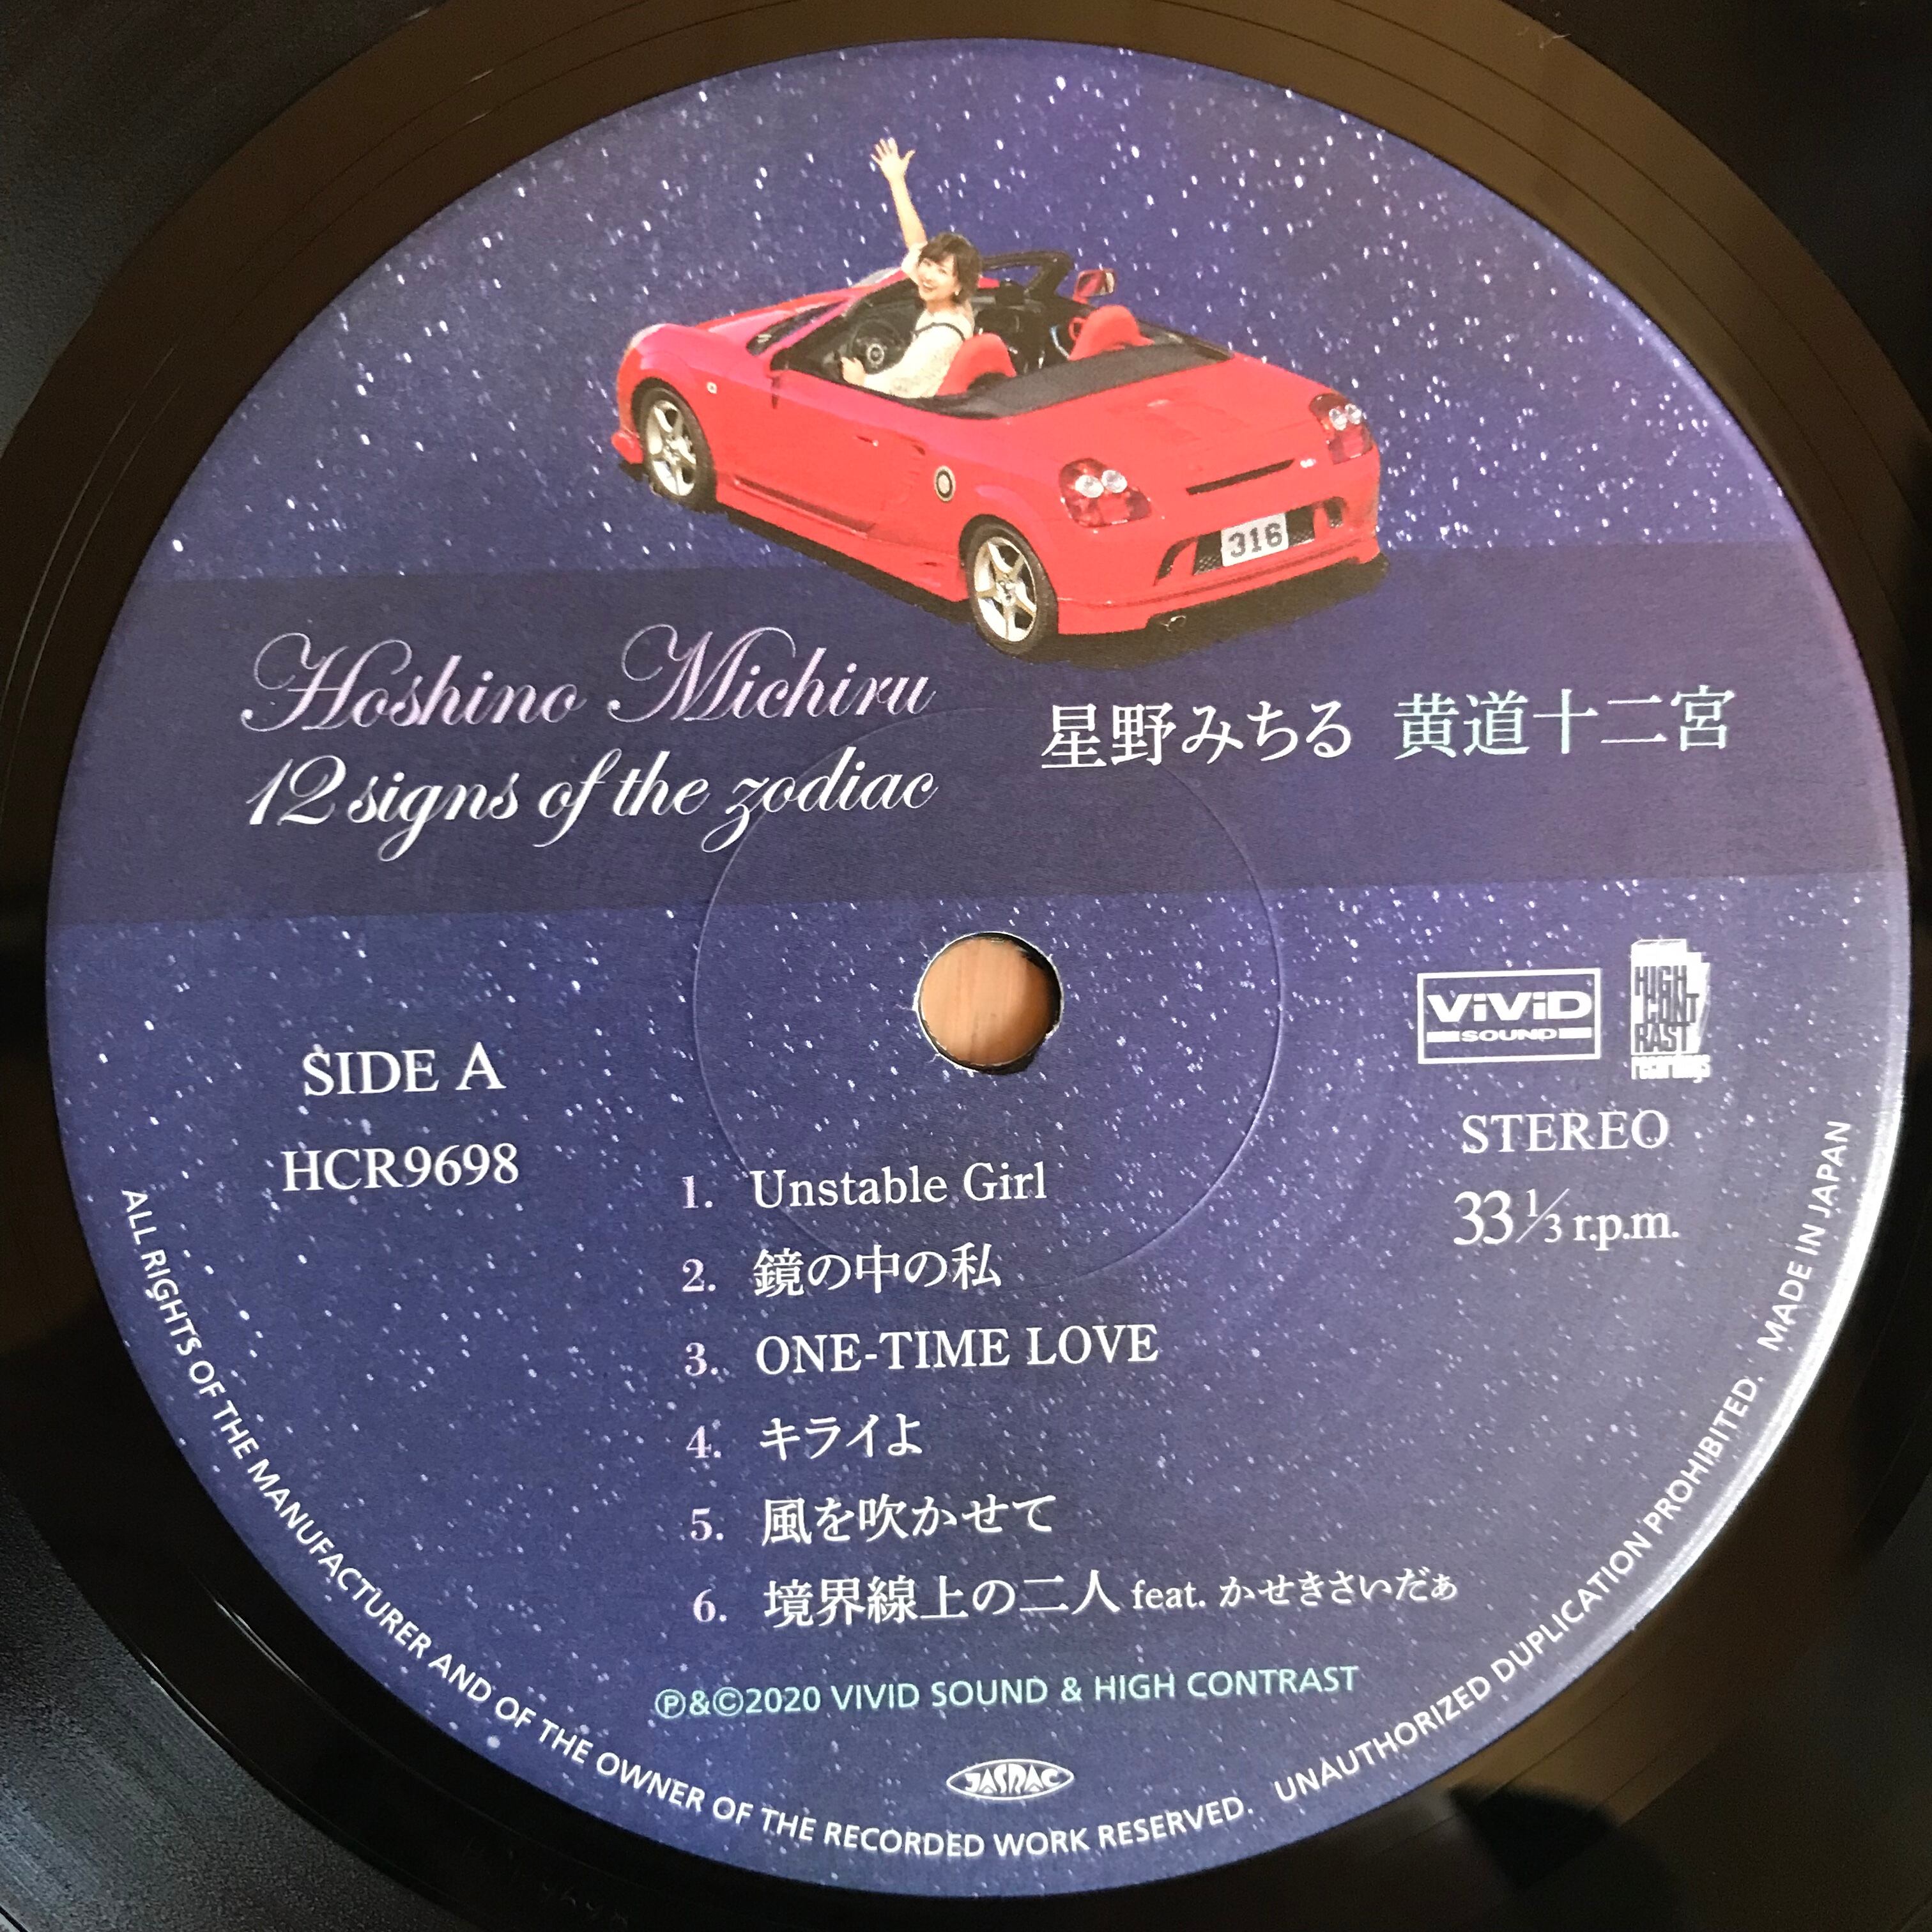 316
Hoshino Michiru
12 signs of the zodiac
星野みちる 黄道十二宮
ViViD
SOUND
HIGH
CONT
RAST
recordings
SIDE A
HCR9698
STEREO
33 1/3 r.p.m.
1. Unstable Girl
2. 鏡の中の私
3. ONE-TIME LOVE
4. キライよ
5. 風を吹かせて
6. 境界線上の二人 feat. かせきさいだぁ
Ⓟ&©2020 VIVID SOUND & HIGH CONTRAST
JASRAC
ALL RIGHTS OF THE MANUFACTURER AND OF THE OWNER OF THE RECORDED WORK RESERVED. UNAUTHORIZED DUPLICATION PROHIBITED. MADE IN JAPAN